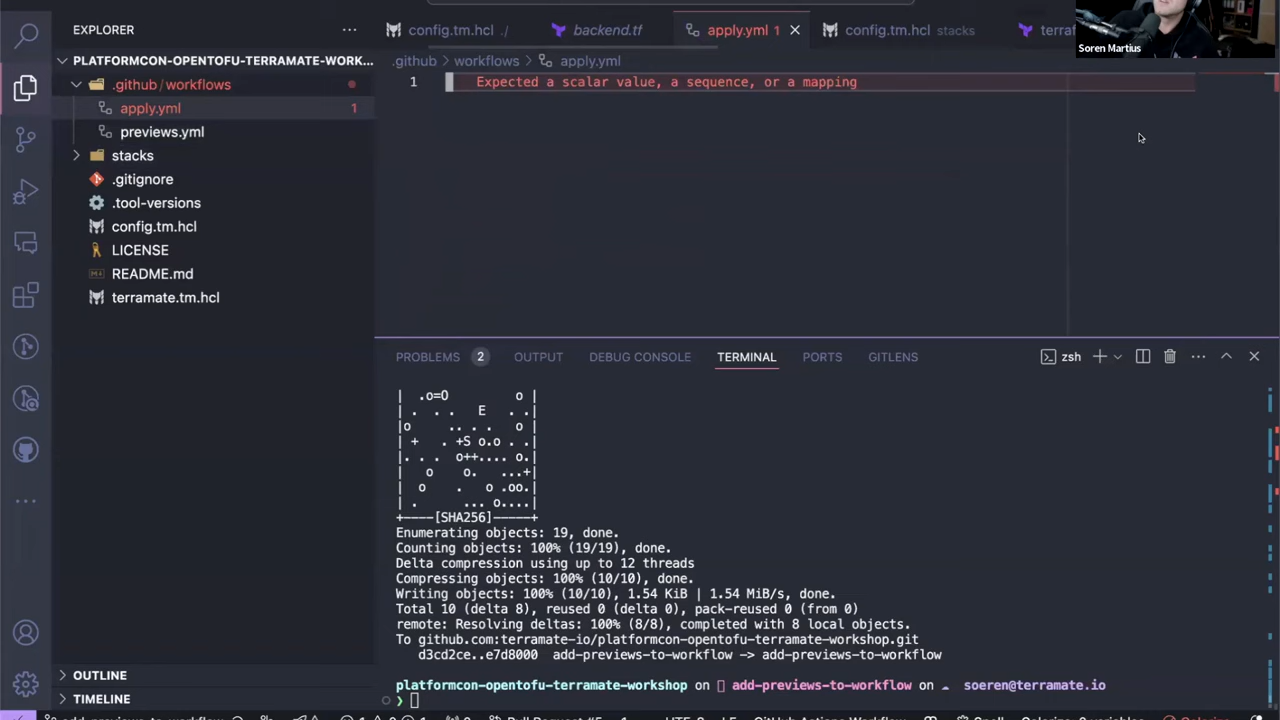 EXPLORER
config.tm.hcl ./
backend.tf
apply.yml 1
config.tm.hcl stacks
Soren Martius
PLATFORMCON-OPENTOFU-TERRAMATE-WORK...
.github/workflows
apply.yml 1
previews.yml
stacks
.gitignore
.tool-versions
config.tm.hcl
LICENSE
README.md
terramate.tm.hcl
OUTLINE
TIMELINE
.github > workflows > apply.yml
1 Expected a scalar value, a sequence, or a mapping
PROBLEMS 2 OUTPUT DEBUG CONSOLE TERMINAL PORTS GITLENS zsh
| .o=O o |
|. . . E . .|
|o .. . . o |
| + . +S o.o . .|
|. . . o++.... o.|
| o o. ...+|
| o . o .oo.|
| . ... o....|
+----[SHA256]-----+
Enumerating objects: 19, done.
Counting objects: 100% (19/19), done.
Delta compression using up to 12 threads
Compressing objects: 100% (10/10), done.
Writing objects: 100% (10/10), 1.54 KiB | 1.54 MiB/s, done.
Total 10 (delta 8), reused 0 (delta 0), pack-reused 0 (from 0)
remote: Resolving deltas: 100% (8/8), completed with 8 local objects.
To github.com:terramate-io/platformcon-opentofu-terramate-workshop.git
d3cd2ce..e7d8000 add-previews-to-workflow -> add-previews-to-workflow
platformcon-opentofu-terramate-workshop on add-previews-to-workflow on soeren@terramate.io
❯